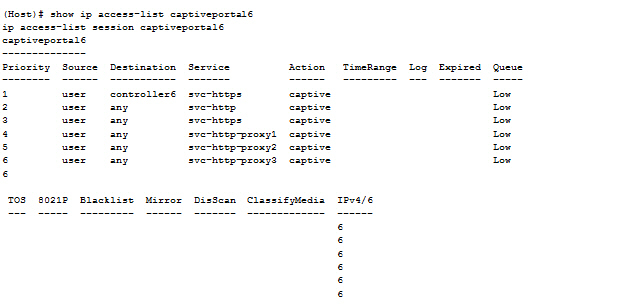 (Host)# show ip access-list captiveportal6
ip access-list session captiveportal6
captiveportal6
--------------
Priority  Source  Destination  Service          Action   TimeRange  Log  Expired  Queue
--------  ------  -----------  -------          ------   ---------  ---  -------  -----
1         user    controller6  svc-https        captive                           Low
2         user    any          svc-http         captive                           Low
3         user    any          svc-https        captive                           Low
4         user    any          svc-http-proxy1  captive                           Low
5         user    any          svc-http-proxy2  captive                           Low
6         user    any          svc-http-proxy3  captive                           Low
6
TOS  8021P  Blacklist  Mirror  DisScan  ClassifyMedia  IPv4/6
---  -----  ---------  ------  -------  -------------  ------
6
6
6
6
6
6